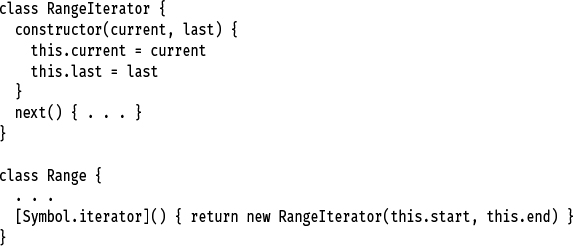 class RangeIterator {
  constructor(current, last) {
    this.current = current
    this.last = last
  }
  next() { . . . }
}

class Range {
  . . .
  [Symbol.iterator]() { return new RangeIterator(this.start, this.end) }
}